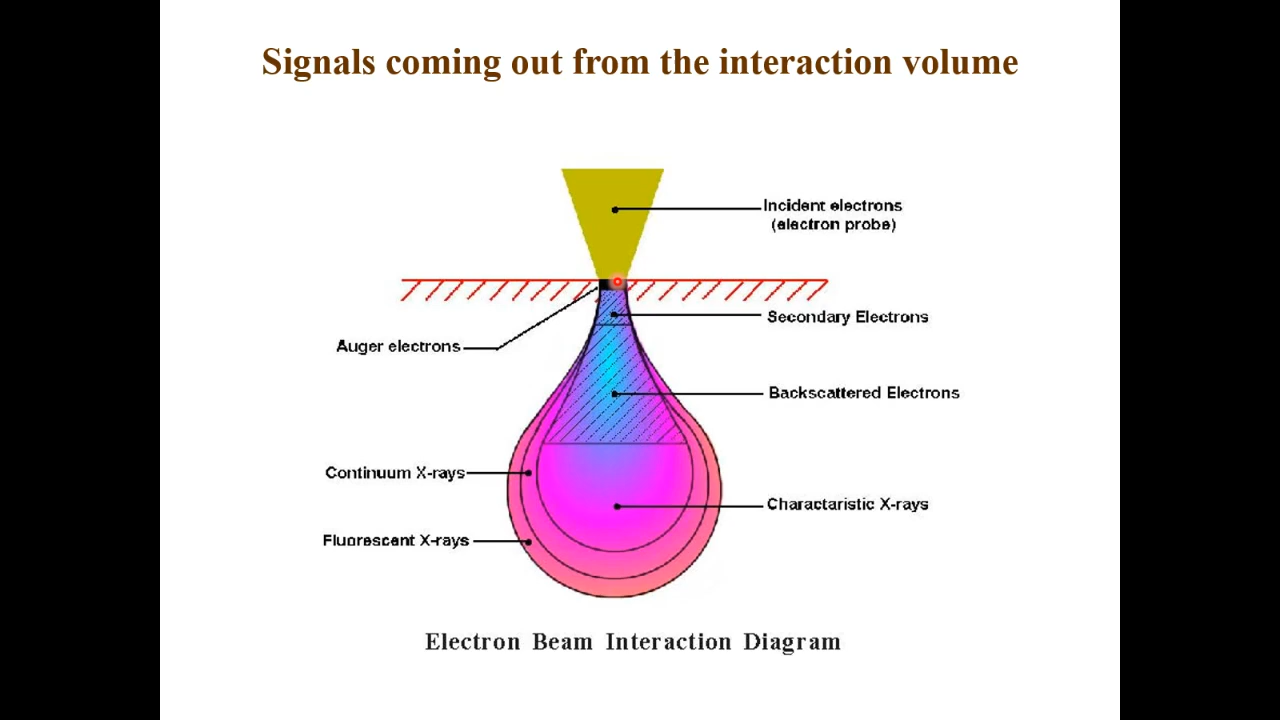 Signals coming out from the interaction volume
Incident electrons
(electron probe)
Secondary Electrons
Auger electrons
Backscattered Electrons
Continuum X-rays
Charactaristic X-rays
Fluorescent X-rays
Electron Beam Interaction Diagram